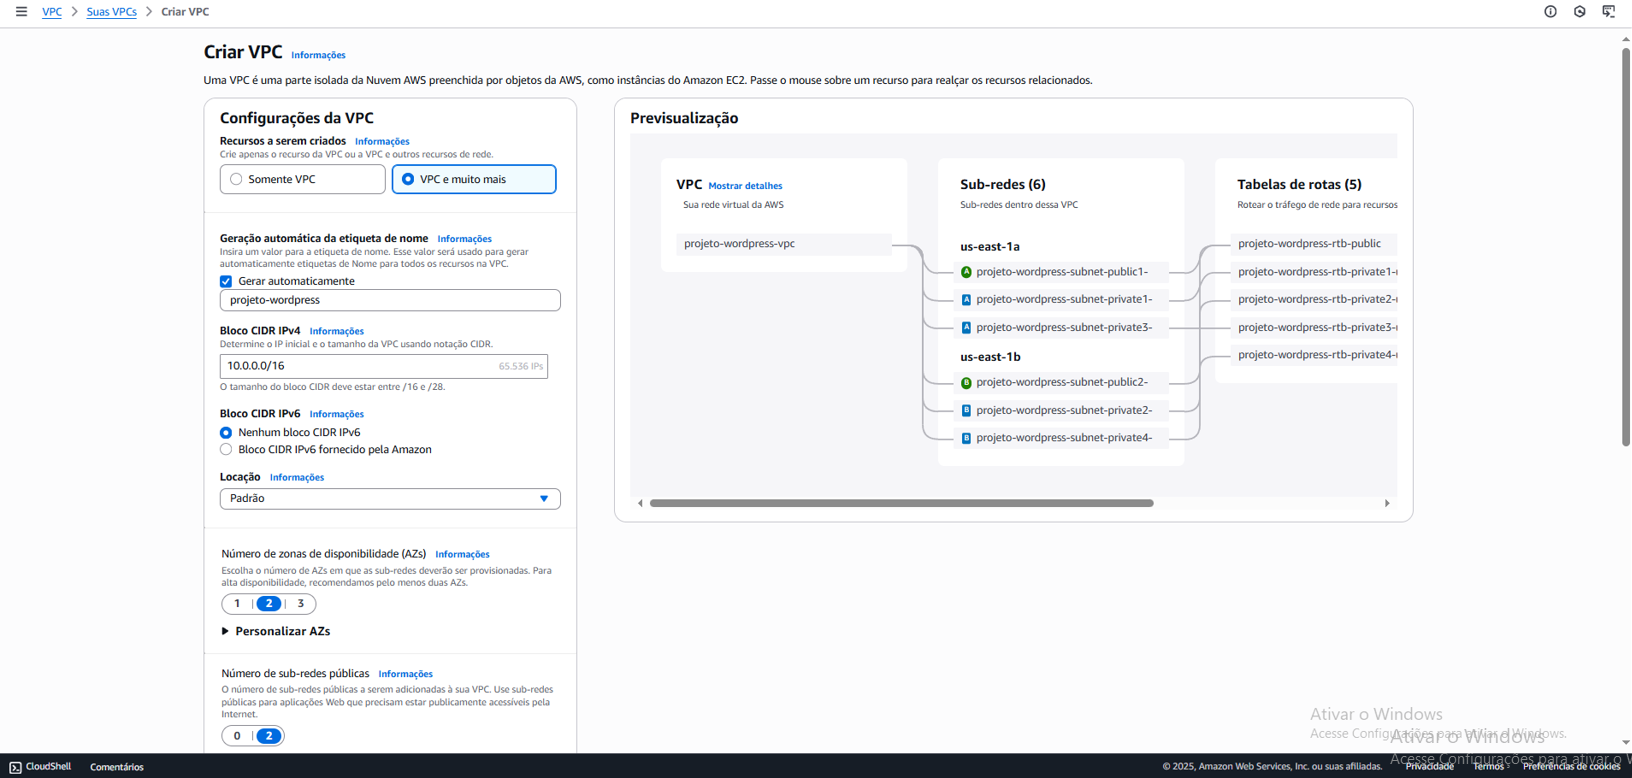 VPC > Suas VPCs > Criar VPC
Criar VPC Informações
Uma VPC é uma parte isolada da Nuvem AWS preenchida por objetos da AWS, como instâncias do Amazon EC2. Passe o mouse sobre um recurso para realçar os recursos relacionados.
Configurações da VPC
Recursos a serem criados Informações
Crie apenas o recurso da VPC ou a VPC e outros recursos de rede.
Somente VPC
VPC e muito mais
Geração automática da etiqueta de nome Informações
Insira um valor para a etiqueta de nome. Esse valor será usado para gerar
automaticamente etiquetas de Nome para todos os recursos na VPC.
Gerar automaticamente
projeto-wordpress
Bloco CIDR IPv4 Informações
Determine o IP inicial e o tamanho da VPC usando notação CIDR.
10.0.0.0/16 65.536 IPs
O tamanho do bloco CIDR deve estar entre /16 e /28.
Bloco CIDR IPv6 Informações
Nenhum bloco CIDR IPv6
Bloco CIDR IPv6 fornecido pela Amazon
Locação Informações
Padrão
Número de zonas de disponibilidade (AZs) Informações
Escolha o número de AZs em que as sub-redes deverão ser provisionadas. Para
alta disponibilidade, recomendamos pelo menos duas AZs.
1 2 3
Personalizar AZs
Número de sub-redes públicas Informações
O número de sub-redes públicas a serem adicionadas à sua VPC. Use sub-redes
públicas para aplicações Web que precisam estar publicamente acessíveis pela
Internet.
0 2
Previsualização
VPC Mostrar detalhes
Sua rede virtual da AWS
projeto-wordpress-vpc
Sub-redes (6)
Sub-redes dentro dessa VPC
us-east-1a
A projeto-wordpress-subnet-public1-
A projeto-wordpress-subnet-private1-
A projeto-wordpress-subnet-private3-
us-east-1b
B projeto-wordpress-subnet-public2-
B projeto-wordpress-subnet-private2-
B projeto-wordpress-subnet-private4-
Tabelas de rotas (5)
Rotear o tráfego de rede para recursos
projeto-wordpress-rtb-public
projeto-wordpress-rtb-private1-
projeto-wordpress-rtb-private2-
projeto-wordpress-rtb-private3-
projeto-wordpress-rtb-private4-
Ativar o Windows
Acesse Configurações para ativar o Windows.
Ativar o Windows
Acesse Configurações para ativar o W
CloudShell Comentários
© 2025, Amazon Web Services, Inc. ou suas afiliadas. Privacidade Termos Preferências de cookies